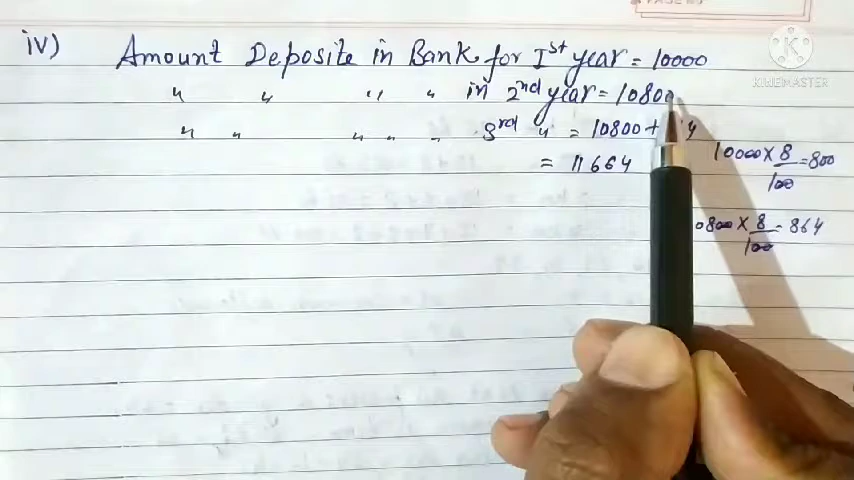 iv) Amount Deposite in Bank for Ist year = 10000
" " " " in 2nd year = 10800
" " " " " 3rd " = 10800 +
= 11664
10000 × 8/100 = 800
0800 × 8/100 = 864
KINEMASTER